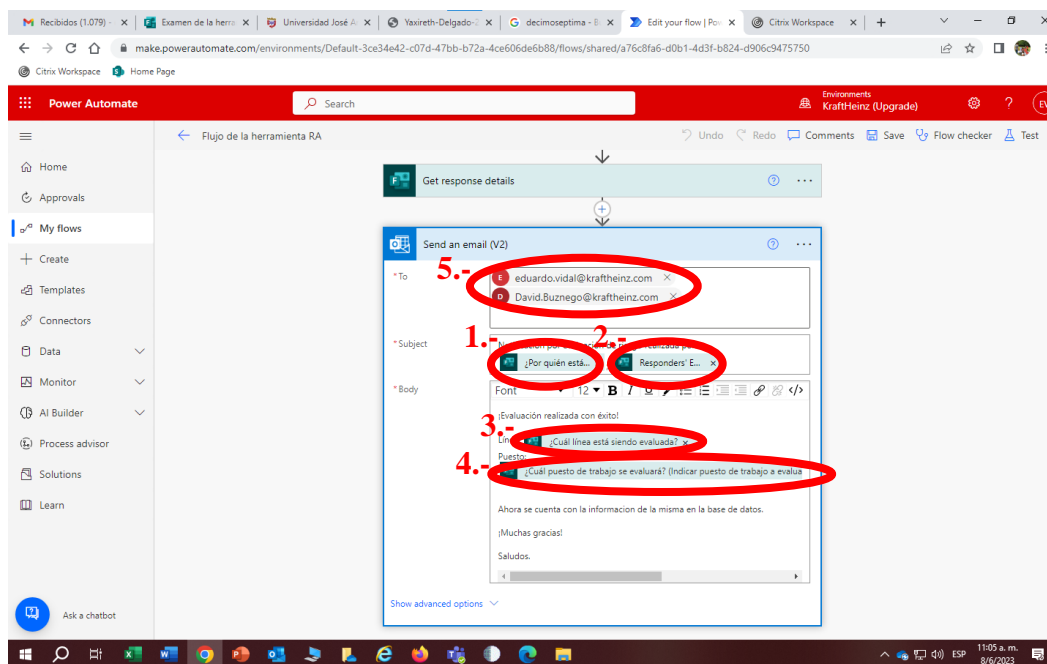 Recibidos (1.079) -
Examen de la herra
Universidad José A
Yaxireth-Delgado-2
decimoseptima - B
Edit your flow | Pow
Citrix Workspace
make.powerautomate.com/environments/Default-3ce34e42-c07d-47bb-b72a-4ce606de6b88/flows/shared/a76c8fa6-d0b1-4d3f-b824-d906c9475750
Citrix Workspace
Home Page
Power Automate
Search
Environments
KraftHeinz (Upgrade)
EV
Flujo de la herramienta RA
Undo
Redo
Comments
Save
Flow checker
Test
Home
Approvals
My flows
Create
Templates
Connectors
Data
Monitor
AI Builder
Process advisor
Solutions
Learn
Ask a chatbot
Get response details
Send an email (V2)
5.-
*To
E eduardo.vidal@kraftheinz.com
D David.Buznego@kraftheinz.com
1.-
2.-
*Subject
¿Por quién está...
Responders' E...
*Body
Font 12 B I U
¡Evaluación realizada con éxito!
3.-
¿Cuál línea está siendo evaluada?
Puesto:
4.-
¿Cuál puesto de trabajo se evaluará? (Indicar puesto de trabajo a evalua
Ahora se cuenta con la informacion de la misma en la base de datos.
¡Muchas gracias!
Saludos.
Show advanced options
ESP
11:05 a. m.
8/6/2023